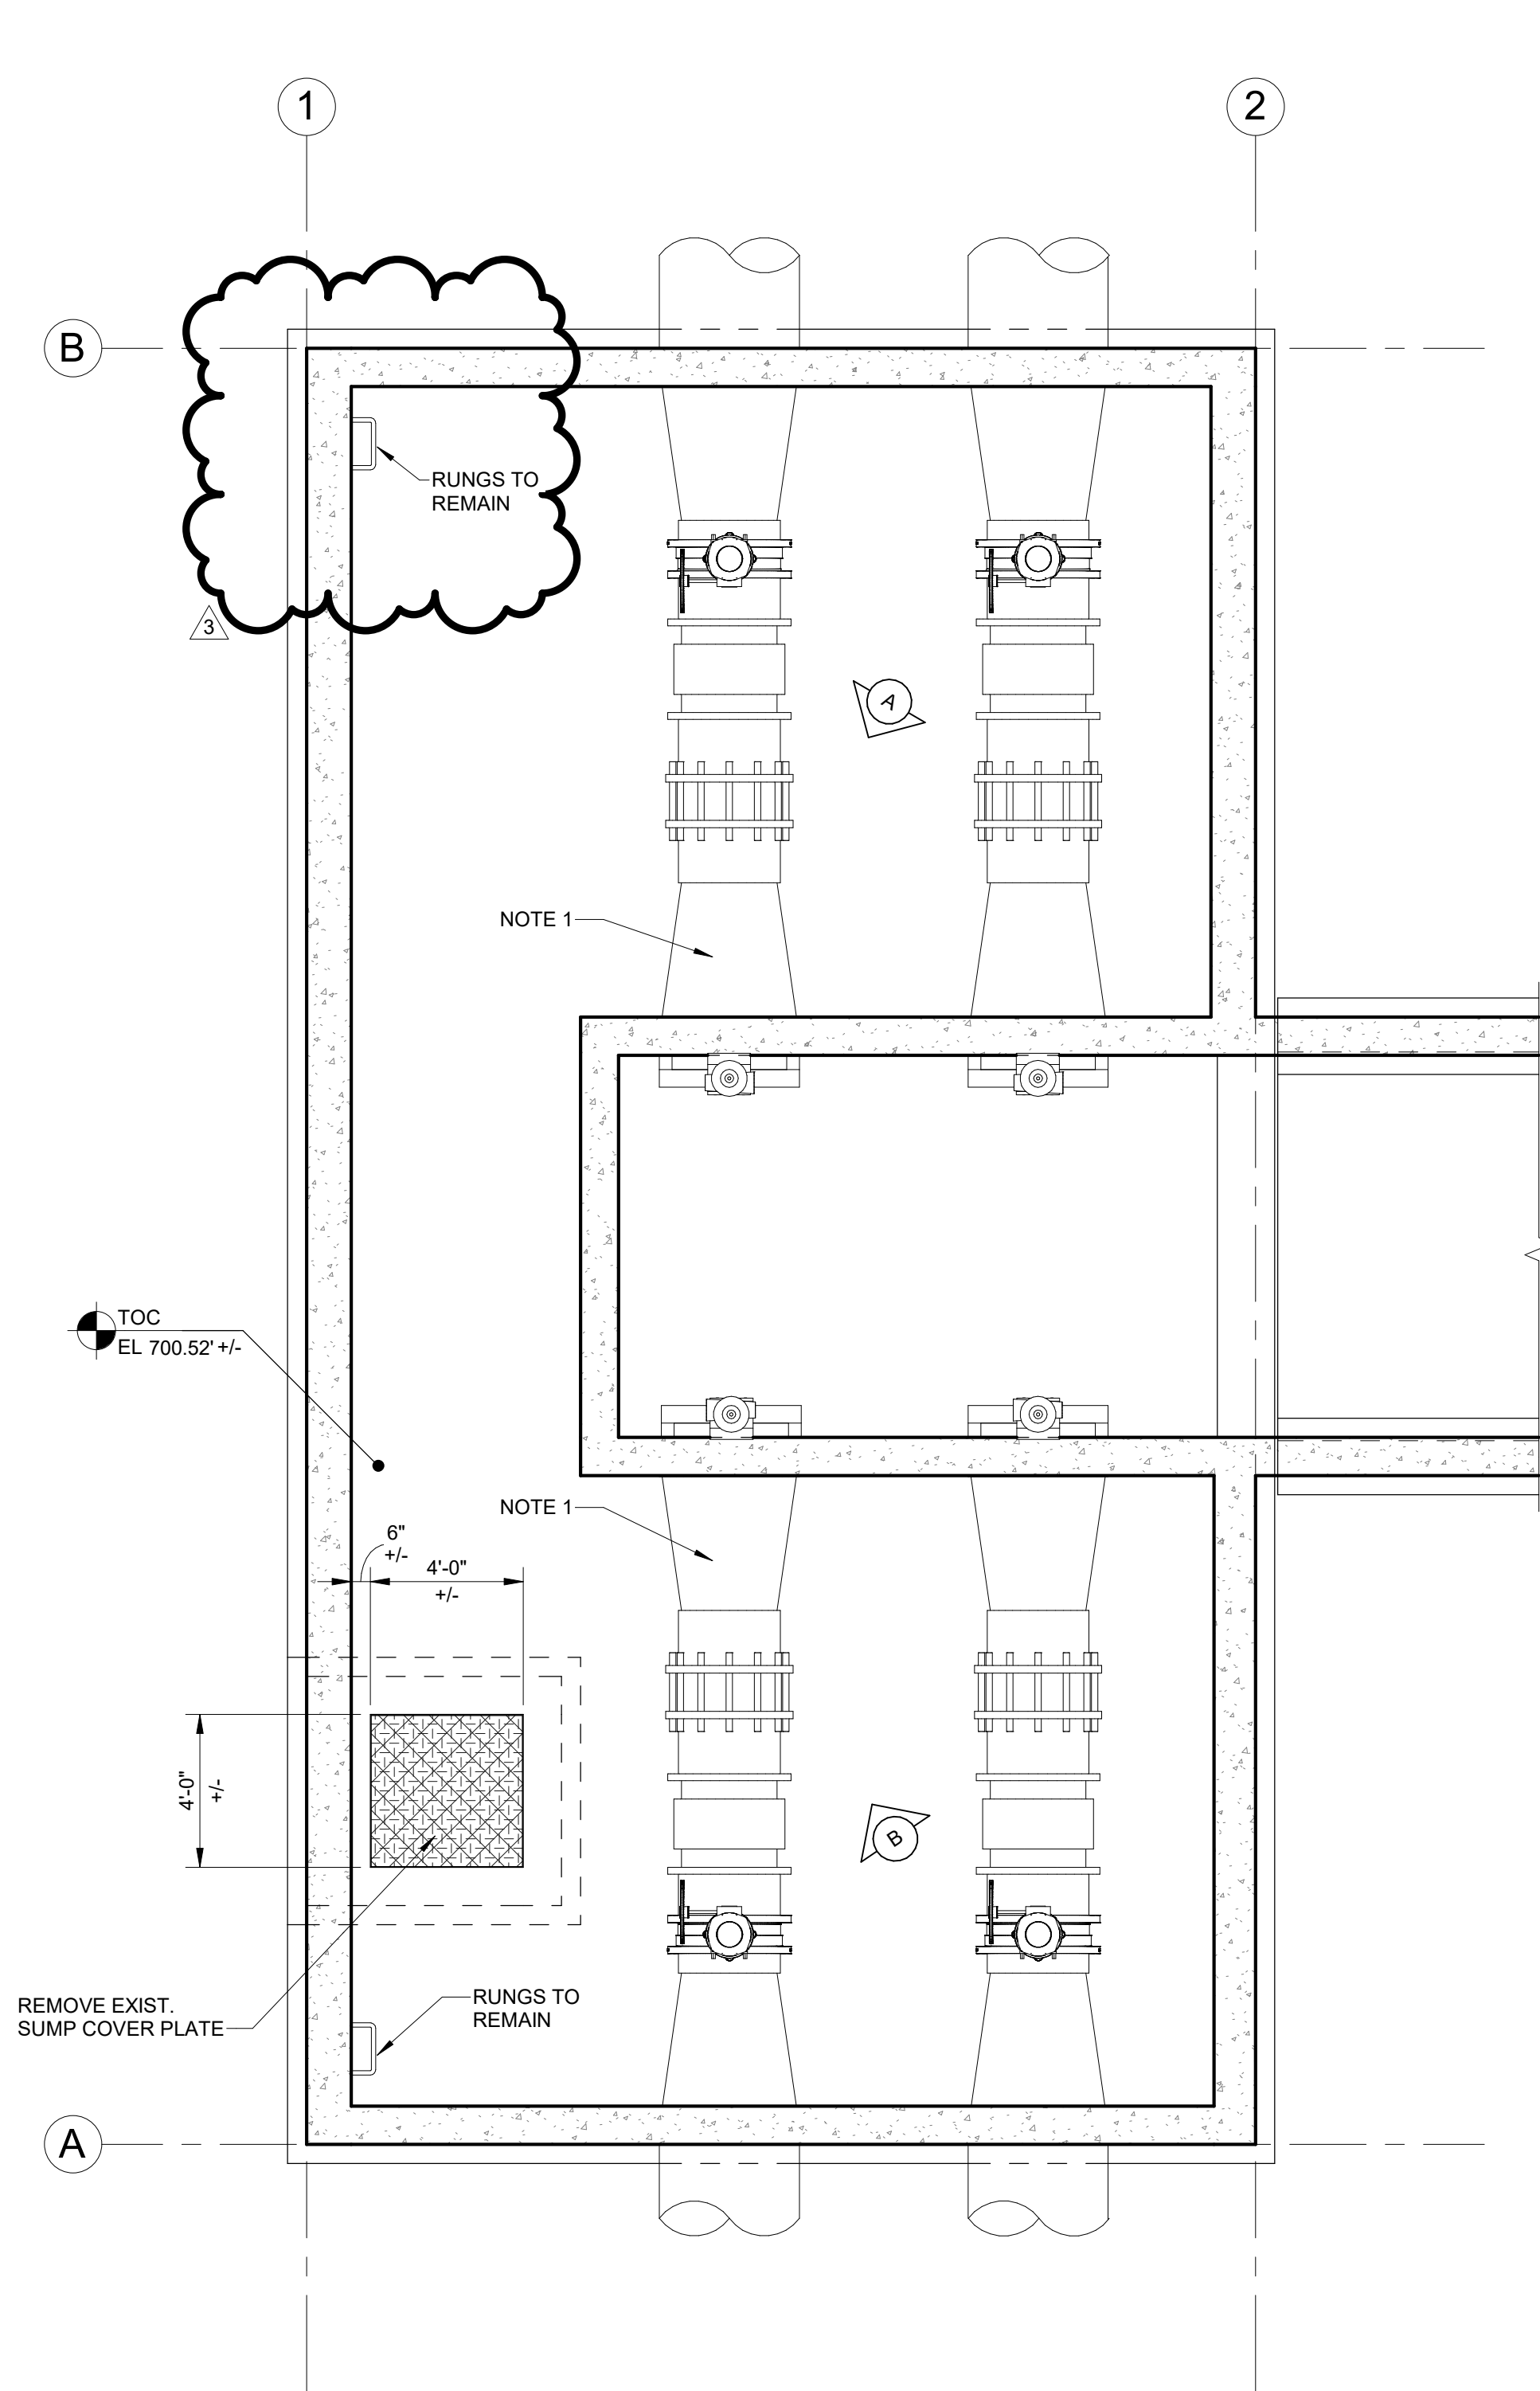 1
2
B
RUNGS TO
REMAIN
3
A
NOTE 1
TOC
EL 700.52' +/-
NOTE 1
6"
+/-
4'-0"
+/-
4'-0"
+/-
B
RUNGS TO
REMAIN
REMOVE EXIST.
SUMP COVER PLATE
A